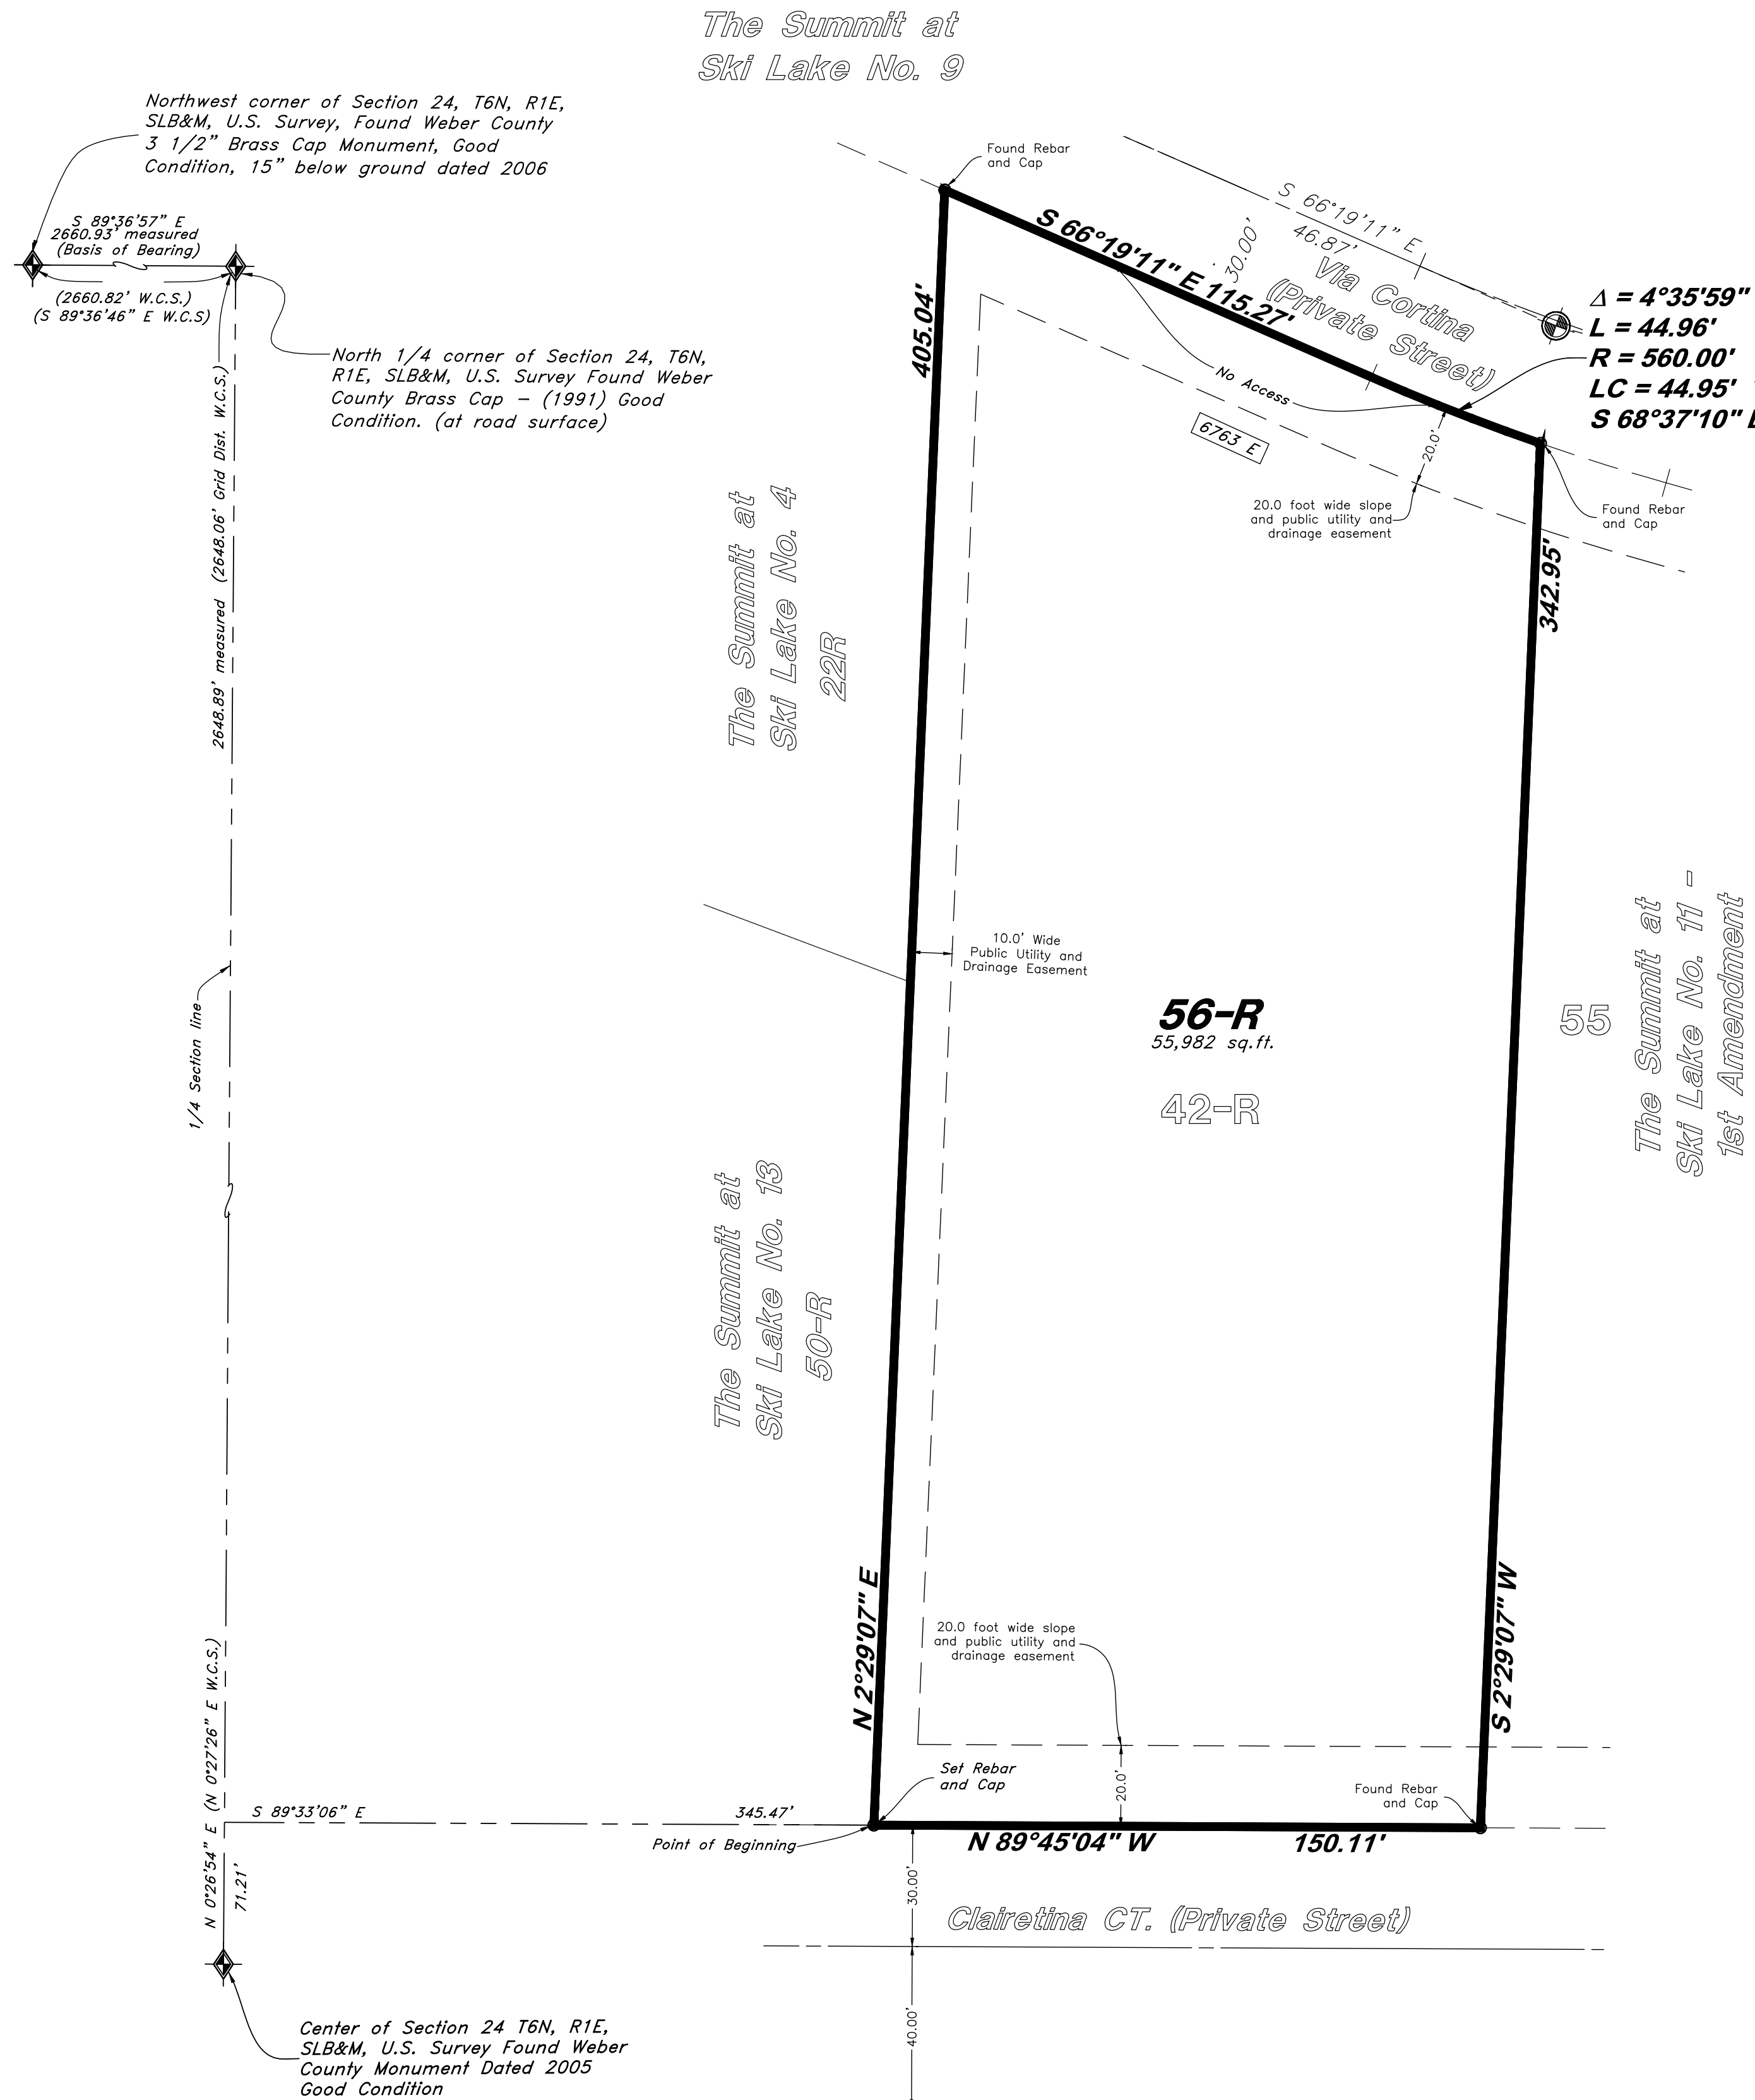 The Summit at
Ski Lake No. 9
Northwest corner of Section 24, T6N, R1E,
SLB&M, U.S. Survey, Found Weber County
3 1/2” Brass Cap Monument, Good
Condition, 15” below ground dated 2006
S 89°36'57” E
2660.93' measured
(Basis of Bearing)
(2660.82' W.C.S.)
(S 89°36'46” E W.C.S)
North 1/4 corner of Section 24, T6N,
R1E, SLB&M, U.S. Survey Found Weber
County Brass Cap – (1991) Good
Condition. (at road surface)
Found Rebar
and Cap
S 66°19'11” E
46.87'
30.00'
Via Cortina
(Private Street)
S 66°19'11" E 115.27'
Δ = 4°35'59"
L = 44.96'
R = 560.00'
LC = 44.95'
S 68°37'10" E
405.04'
No Access
6763 E
20.0'
20.0 foot wide slope
and public utility and
drainage easement
Found Rebar
and Cap
342.95'
2648.89' measured (2648.06' Grid Dist. W.C.S.)
The Summit at
Ski Lake No. 4
22R
10.0' Wide
Public Utility and
Drainage Easement
56-R
55,982 sq.ft.
42-R
55
The Summit at
Ski Lake No. 11 -
1st Amendment
1/4 Section line
The Summit at
Ski Lake No. 13
50-R
N 2°29'07" E
S 2°29'07" W
20.0 foot wide slope
and public utility and
drainage easement
20.0'
Set Rebar
and Cap
Found Rebar
and Cap
N 0°26'54” E (N 0°27'26” E W.C.S.)
71.21'
S 89°33'06” E
345.47'
Point of Beginning
N 89°45'04" W
150.11'
30.00'
Clairetina CT. (Private Street)
40.00'
Center of Section 24 T6N, R1E,
SLB&M, U.S. Survey Found Weber
County Monument Dated 2005
Good Condition